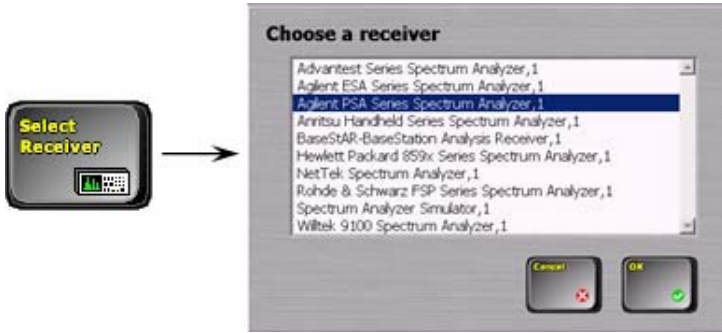 Select
Receiver
Choose a receiver
Advantest Series Spectrum Analyzer,1
Agilent ESA Series Spectrum Analyzer,1
Agilent PSA Series Spectrum Analyzer,1
Anritsu Handheld Series Spectrum Analyzer,1
BaseStAR-BaseStation Analysis Receiver,1
Hewlett Packard 859x Series Spectrum Analyzer,1
NetTek Spectrum Analyzer,1
Rohde & Schwarz FSP Series Spectrum Analyzer,1
Spectrum Analyzer Simulator,1
Willtek 9100 Spectrum Analyzer,1
Cancel
OK